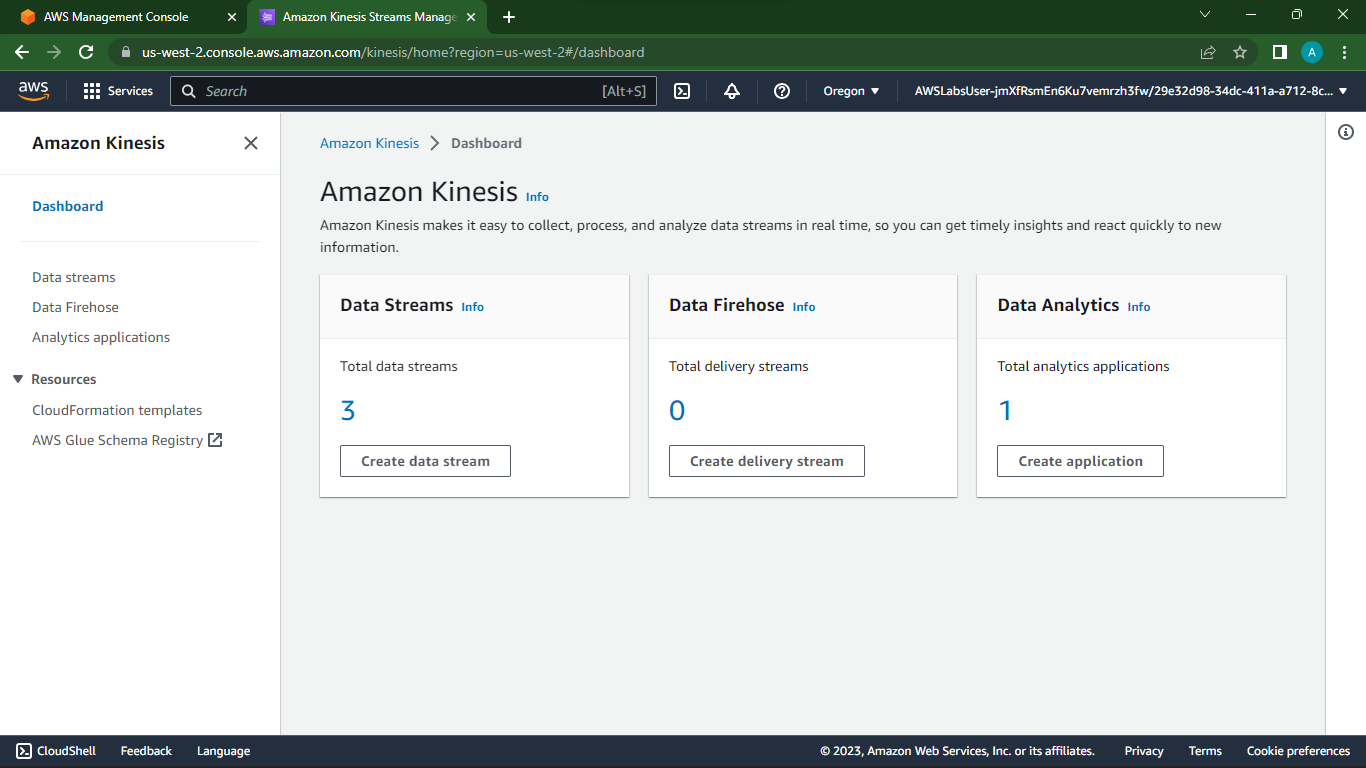 AWS Management Console
Amazon Kinesis Streams Manage
us-west-2.console.aws.amazon.com/kinesis/home?region=us-west-2#/dashboard
A
aws
Services
Search
[Alt+S]
Oregon
AWSLabsUser-jmXfRsmEn6Ku7vemrzh3fw/29e32d98-34dc-411a-a712-8c...
Amazon Kinesis
Dashboard
Data streams
Data Firehose
Analytics applications
Resources
CloudFormation templates
AWS Glue Schema Registry
Amazon Kinesis
Dashboard
Amazon Kinesis Info
Amazon Kinesis makes it easy to collect, process, and analyze data streams in real time, so you can get timely insights and react quickly to new
information.
Data Streams Info
Total data streams
3
Create data stream
Data Firehose Info
Total delivery streams
0
Create delivery stream
Data Analytics Info
Total analytics applications
1
Create application
CloudShell
Feedback
Language
© 2023, Amazon Web Services, Inc. or its affiliates.
Privacy
Terms
Cookie preferences